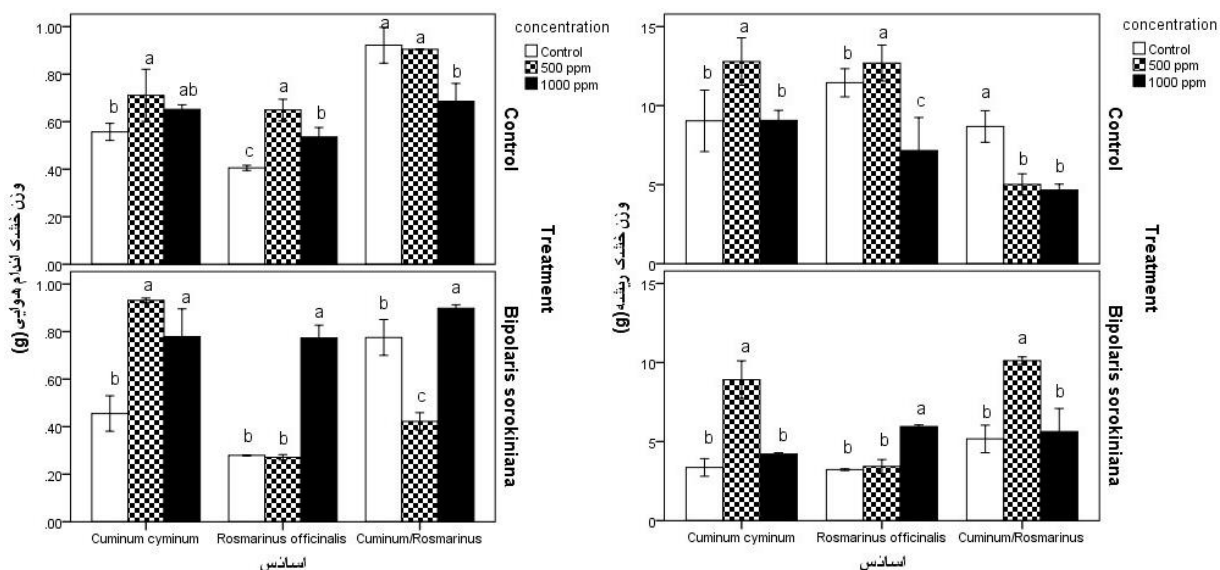 concentration
Control
500 ppm
1000 ppm
1.00
.80
.60
.40
.20
.00
b
a
ab
c
a
b
a
a
b
Control
1.00
.80
.60
.40
.20
.00
b
a
a
b
b
a
b
c
a
Bipolaris sorokiniana
Treatment
وزن خشک اندام هوایی (g)
Cuminum cyminum
Rosmarinus officinalis
Cuminum/Rosmarinus
اسانس
concentration
Control
500 ppm
1000 ppm
15
10
5
0
b
a
b
b
a
c
a
b
b
Control
15
10
5
0
b
a
b
b
b
a
b
a
b
Bipolaris sorokiniana
Treatment
وزن خشک ریشه (g)
Cuminum cyminum
Rosmarinus officinalis
Cuminum/Rosmarinus
اسانس